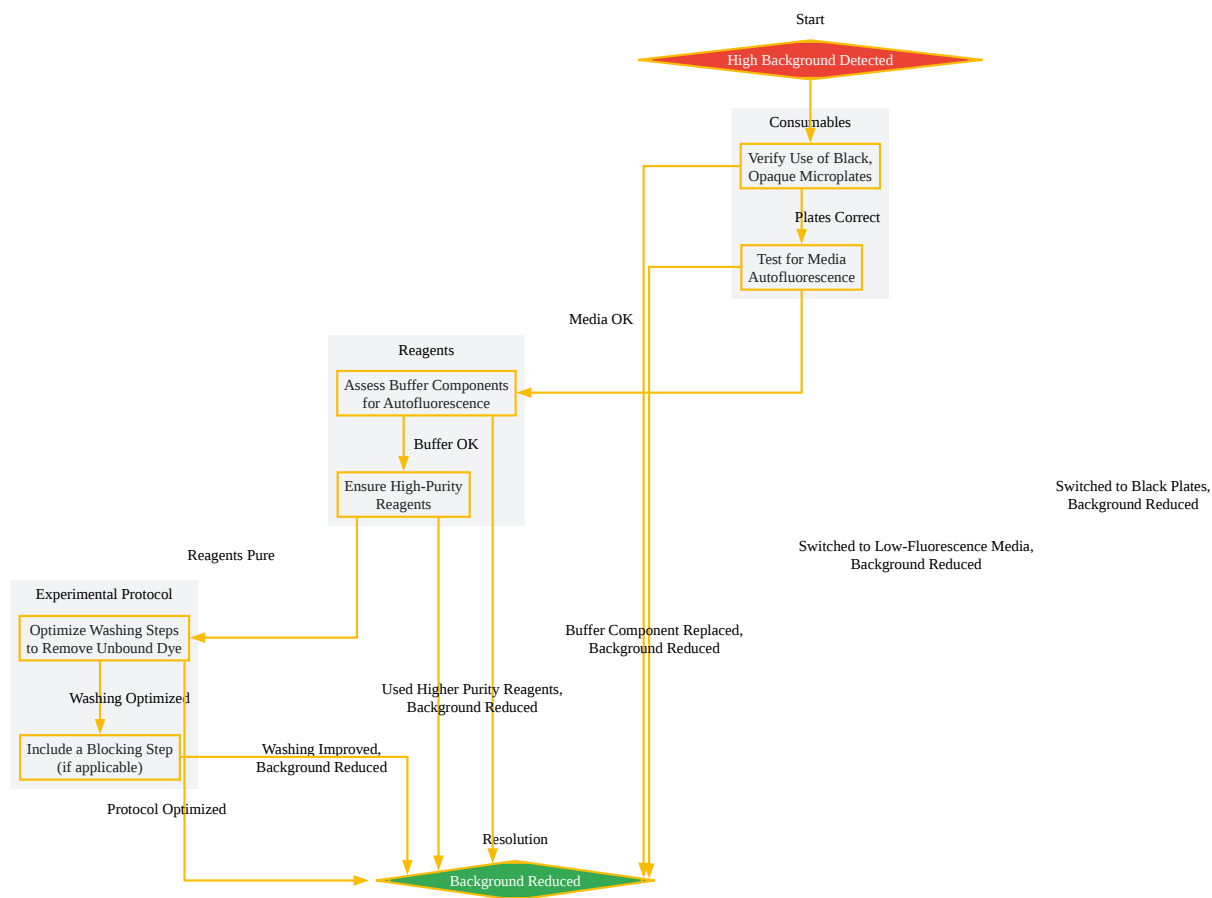 Start
High Background Detected
Consumables
Verify Use of Black,
Opaque Microplates
Plates Correct
Test for Media
Autofluorescence
Media OK
Reagents
Assess Buffer Components
for Autofluorescence
Buffer OK
Ensure High-Purity
Reagents
Switched to Black Plates,
Background Reduced
Switched to Low-Fluorescence Media,
Background Reduced
Reagents Pure
Experimental Protocol
Optimize Washing Steps
to Remove Unbound Dye
Buffer Component Replaced,
Background Reduced
Washing Optimized
Used Higher Purity Reagents,
Background Reduced
Include a Blocking Step
(if applicable)
Washing Improved,
Background Reduced
Protocol Optimized
Resolution
Background Reduced